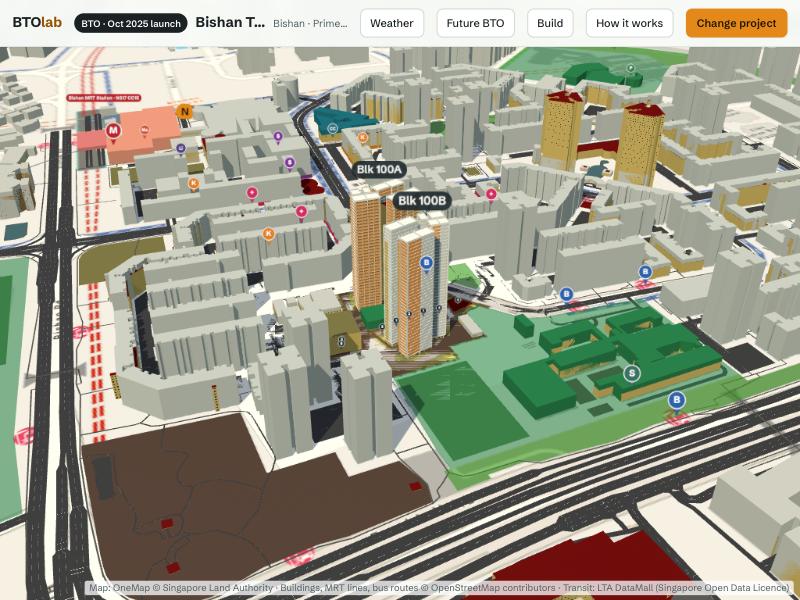 BTOlab
BTO · Oct 2025 launch
Bishan T...
Bishan · Prime...
Weather
Future BTO
Build
How it works
Change project
Bishan MRT Station
N
M
CC
K
K
K
Blk 100A
Blk 100B
B
B
B
S
B
Map: OneMap © Singapore Land Authority · Buildings, MRT lines, bus routes © OpenStreetMap contributors · Transit: LTA DataMall (Singapore Open Data Licence)